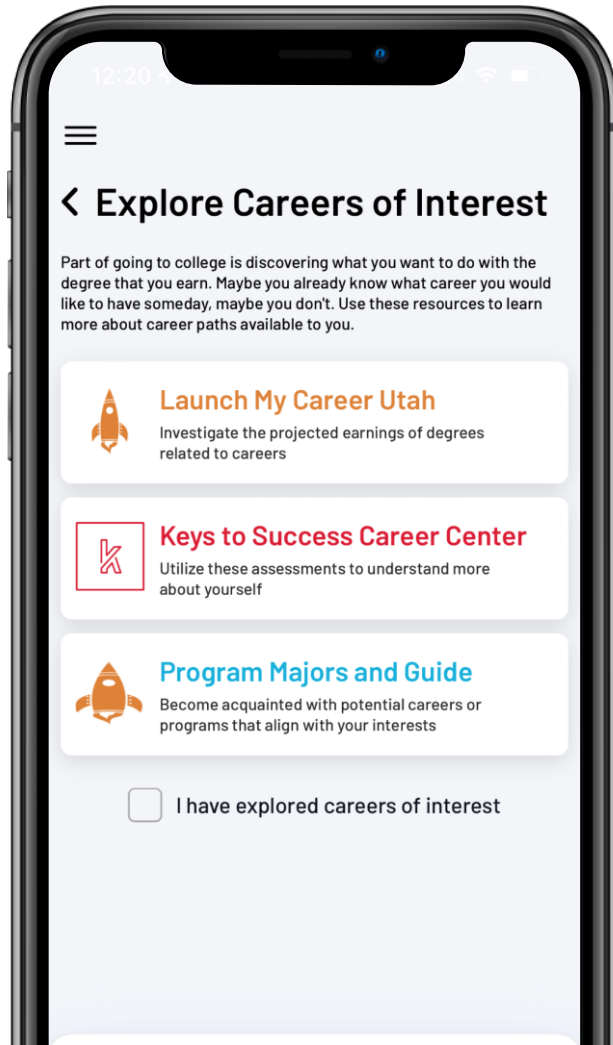 12:20
Explore Careers of Interest
Part of going to college is discovering what you want to do with the
degree that you earn. Maybe you already know what career you would
like to have someday, maybe you don't. Use these resources to learn
more about career paths available to you.
Launch My Career Utah
Investigate the projected earnings of degrees
related to careers
k
Keys to Success Career Center
Utilize these assessments to understand more
about yourself
Program Majors and Guide
Become acquainted with potential careers or
programs that align with your interests
I have explored careers of interest